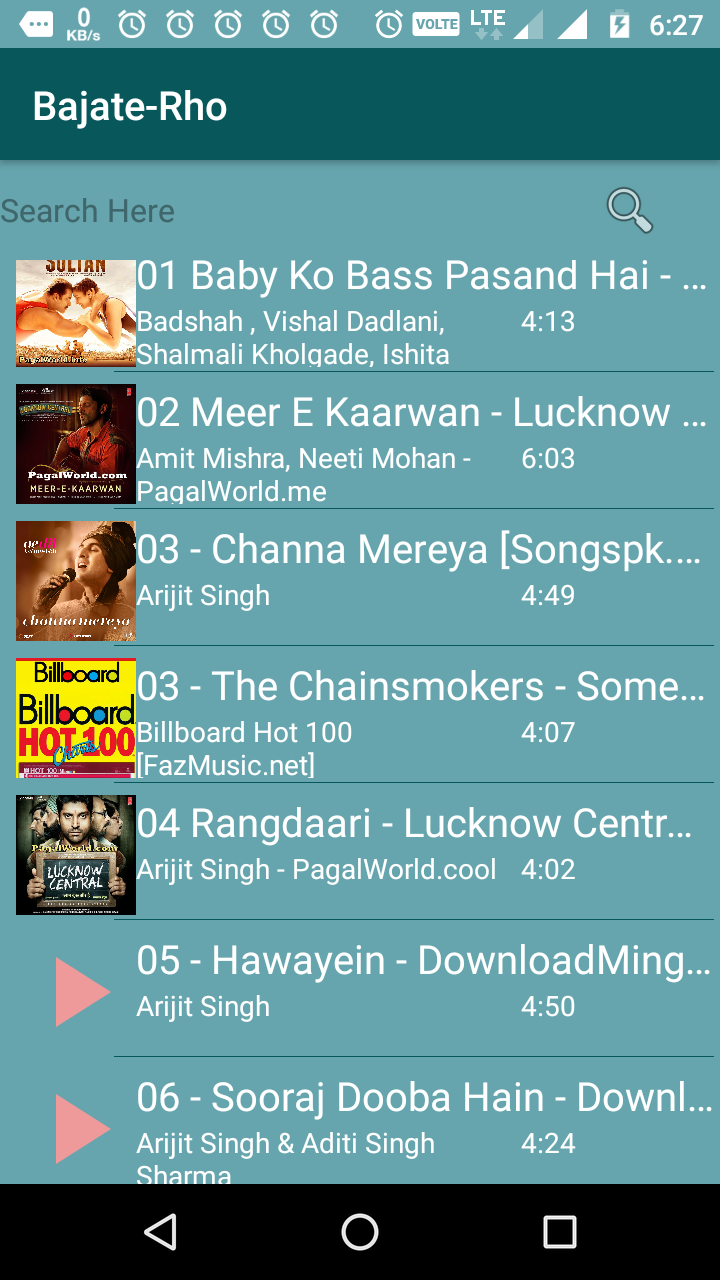 0
KB/s
VOLTE
LTE
6:27
Bajate-Rho
Search Here
SULTAN
PagalWorld.info
01 Baby Ko Bass Pasand Hai - ...
Badshah , Vishal Dadlani,
4:13
Shalmali Kholgade, Ishita
PagalWorld.com
MEER-E-KAARWAN
02 Meer E Kaarwan - Lucknow ...
Amit Mishra, Neeti Mohan -
6:03
PagalWorld.me
channa mereya
03 - Channa Mereya [Songspk....
Arijit Singh
4:49
Billboard
Billboard
HOT 100
Charts
03 - The Chainsmokers - Some...
Billboard Hot 100
4:07
[FazMusic.net]
PagalWorld.com
LUCKNOW
CENTRAL
04 Rangdaari - Lucknow Centr...
Arijit Singh - PagalWorld.cool
4:02
05 - Hawayein - DownloadMing...
Arijit Singh
4:50
06 - Sooraj Dooba Hain - Downl...
Arijit Singh & Aditi Singh
4:24
Sharma